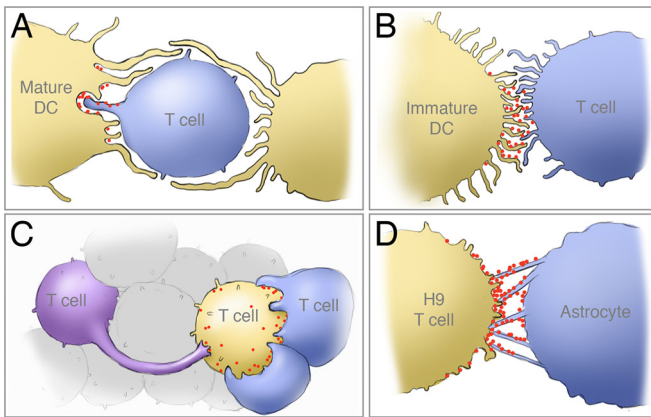 A
Mature
DC
T cell
B
Immature
DC
T cell
C
T cell
T cell
T cell
D
H9
T cell
Astrocyte